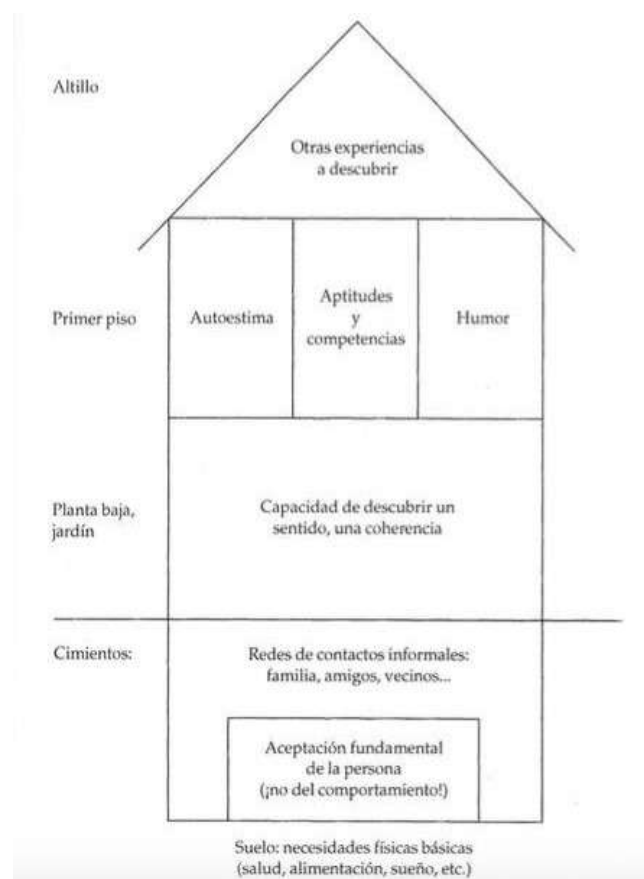 Altillo
Otras experiencias
a descubrir
Primer piso
Autoestima
Aptitudes
y
competencias
Humor
Planta baja,
jardín
Capacidad de descubrir un
sentido, una coherencia
Cimientos:
Redes de contactos informales:
familia, amigos, vecinos...
Aceptación fundamental
de la persona
(¡no del comportamiento!)
Suelo: necesidades físicas básicas
(salud, alimentación, sueño, etc.)